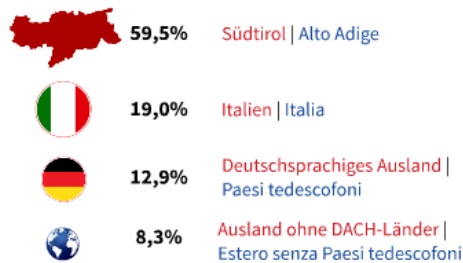 59,5% Südtirol | Alto Adige
19,0% Italien | Italia
12,9% Deutschsprachiges Ausland |
Paesi tedescofoni
8,3% Ausland ohne DACH-Länder |
Estero senza Paesi tedescofoni